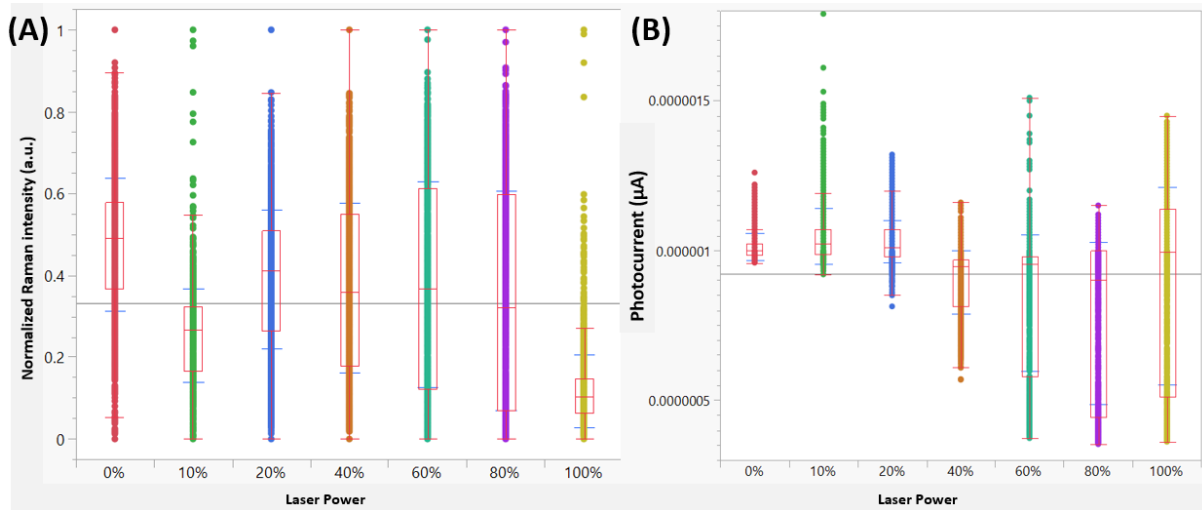 (A)
Normalized Raman intensity (a.u.)
1
0.8
0.6
0.4
0.2
0
0% 10% 20% 40% 60% 80% 100%
Laser Power
(B)
Photocurrent (µA)
0.0000015
0.000001
0.0000005
0% 10% 20% 40% 60% 80% 100%
Laser Power